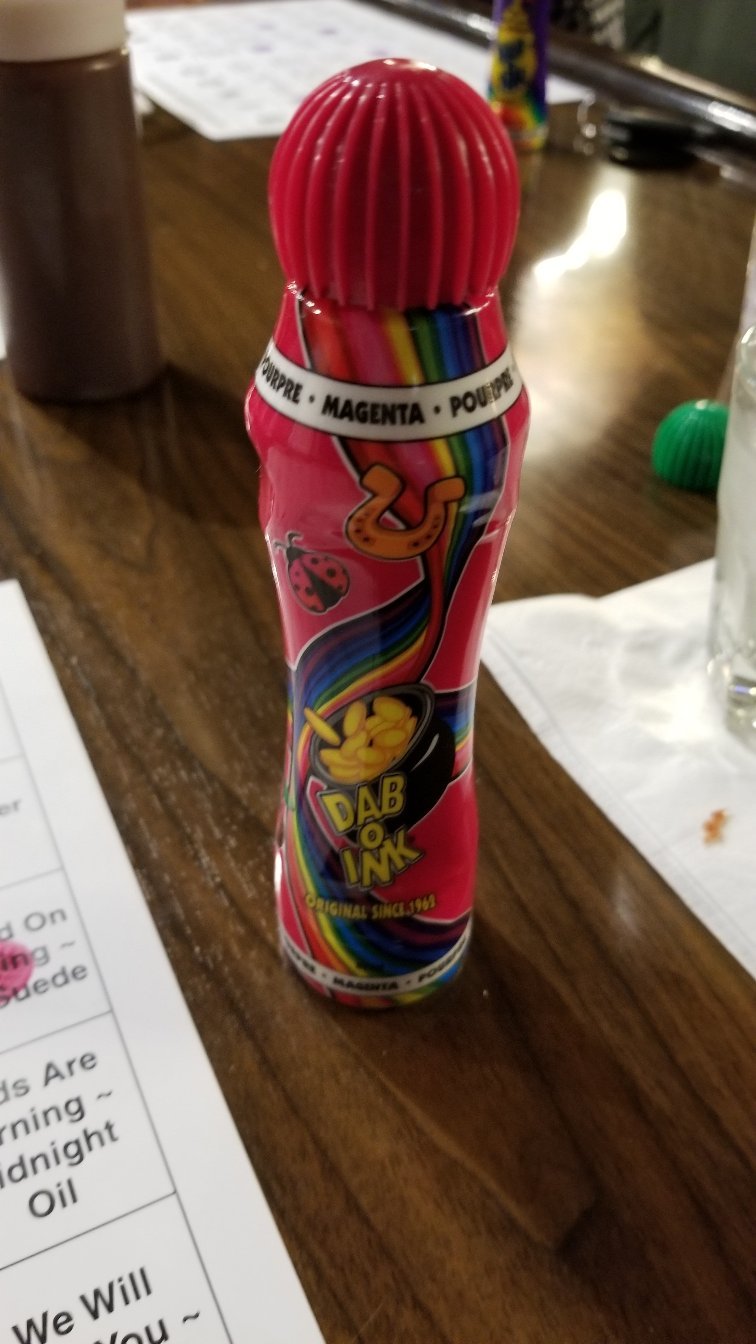 POURPRE • MAGENTA • POURPRE
DAB
O
INK
ORIGINAL SINCE 1962
MAGENTA
er
d On
ing ~
Suede
ds Are
rning ~
idnight
Oil
We Will
You ~